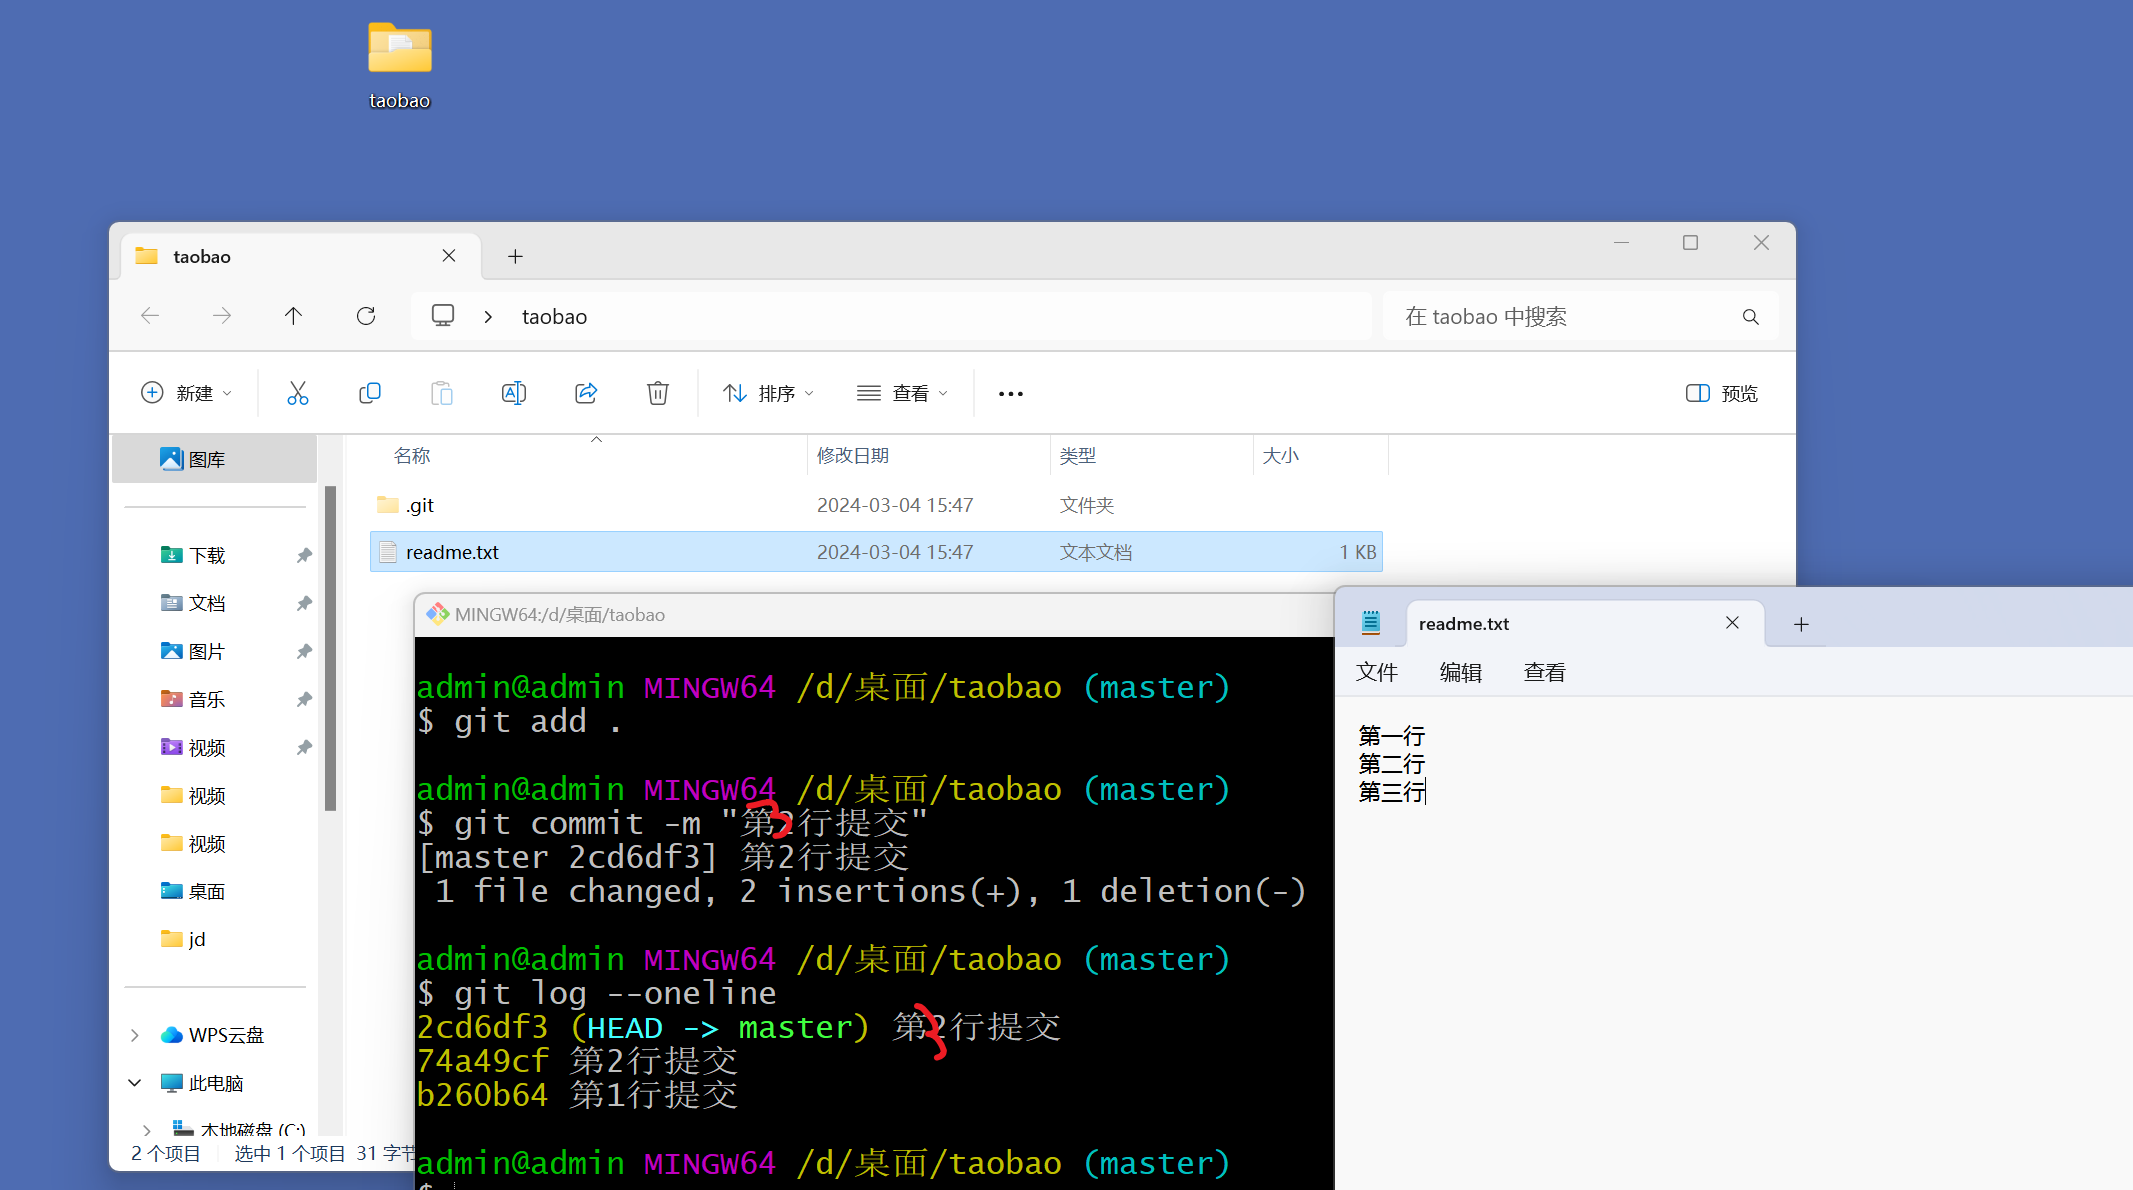 taobao
taobao
taobao
在 taobao 中搜索
新建
排序
查看
预览
图库
下载
文档
图片
音乐
视频
视频
视频
桌面
jd
WPS云盘
此电脑
本地磁盘 (C:)
2 个项目 选中 1 个项目 31 字节
名称 修改日期 类型 大小
.git 2024-03-04 15:47 文件夹
readme.txt 2024-03-04 15:47 文本文档 1 KB
MINGW64:/d/桌面/taobao
admin@admin MINGW64 /d/桌面/taobao (master)
$ git add .
admin@admin MINGW64 /d/桌面/taobao (master)
3
$ git commit -m "第2行提交"
[master 2cd6df3] 第2行提交
1 file changed, 2 insertions(+), 1 deletion(-)
admin@admin MINGW64 /d/桌面/taobao (master)
$ git log --oneline
3
2cd6df3 (HEAD -> master) 第2行提交
74a49cf 第2行提交
b260b64 第1行提交
admin@admin MINGW64 /d/桌面/taobao (master)
$
readme.txt
文件 编辑 查看
第一行
第二行
第三行